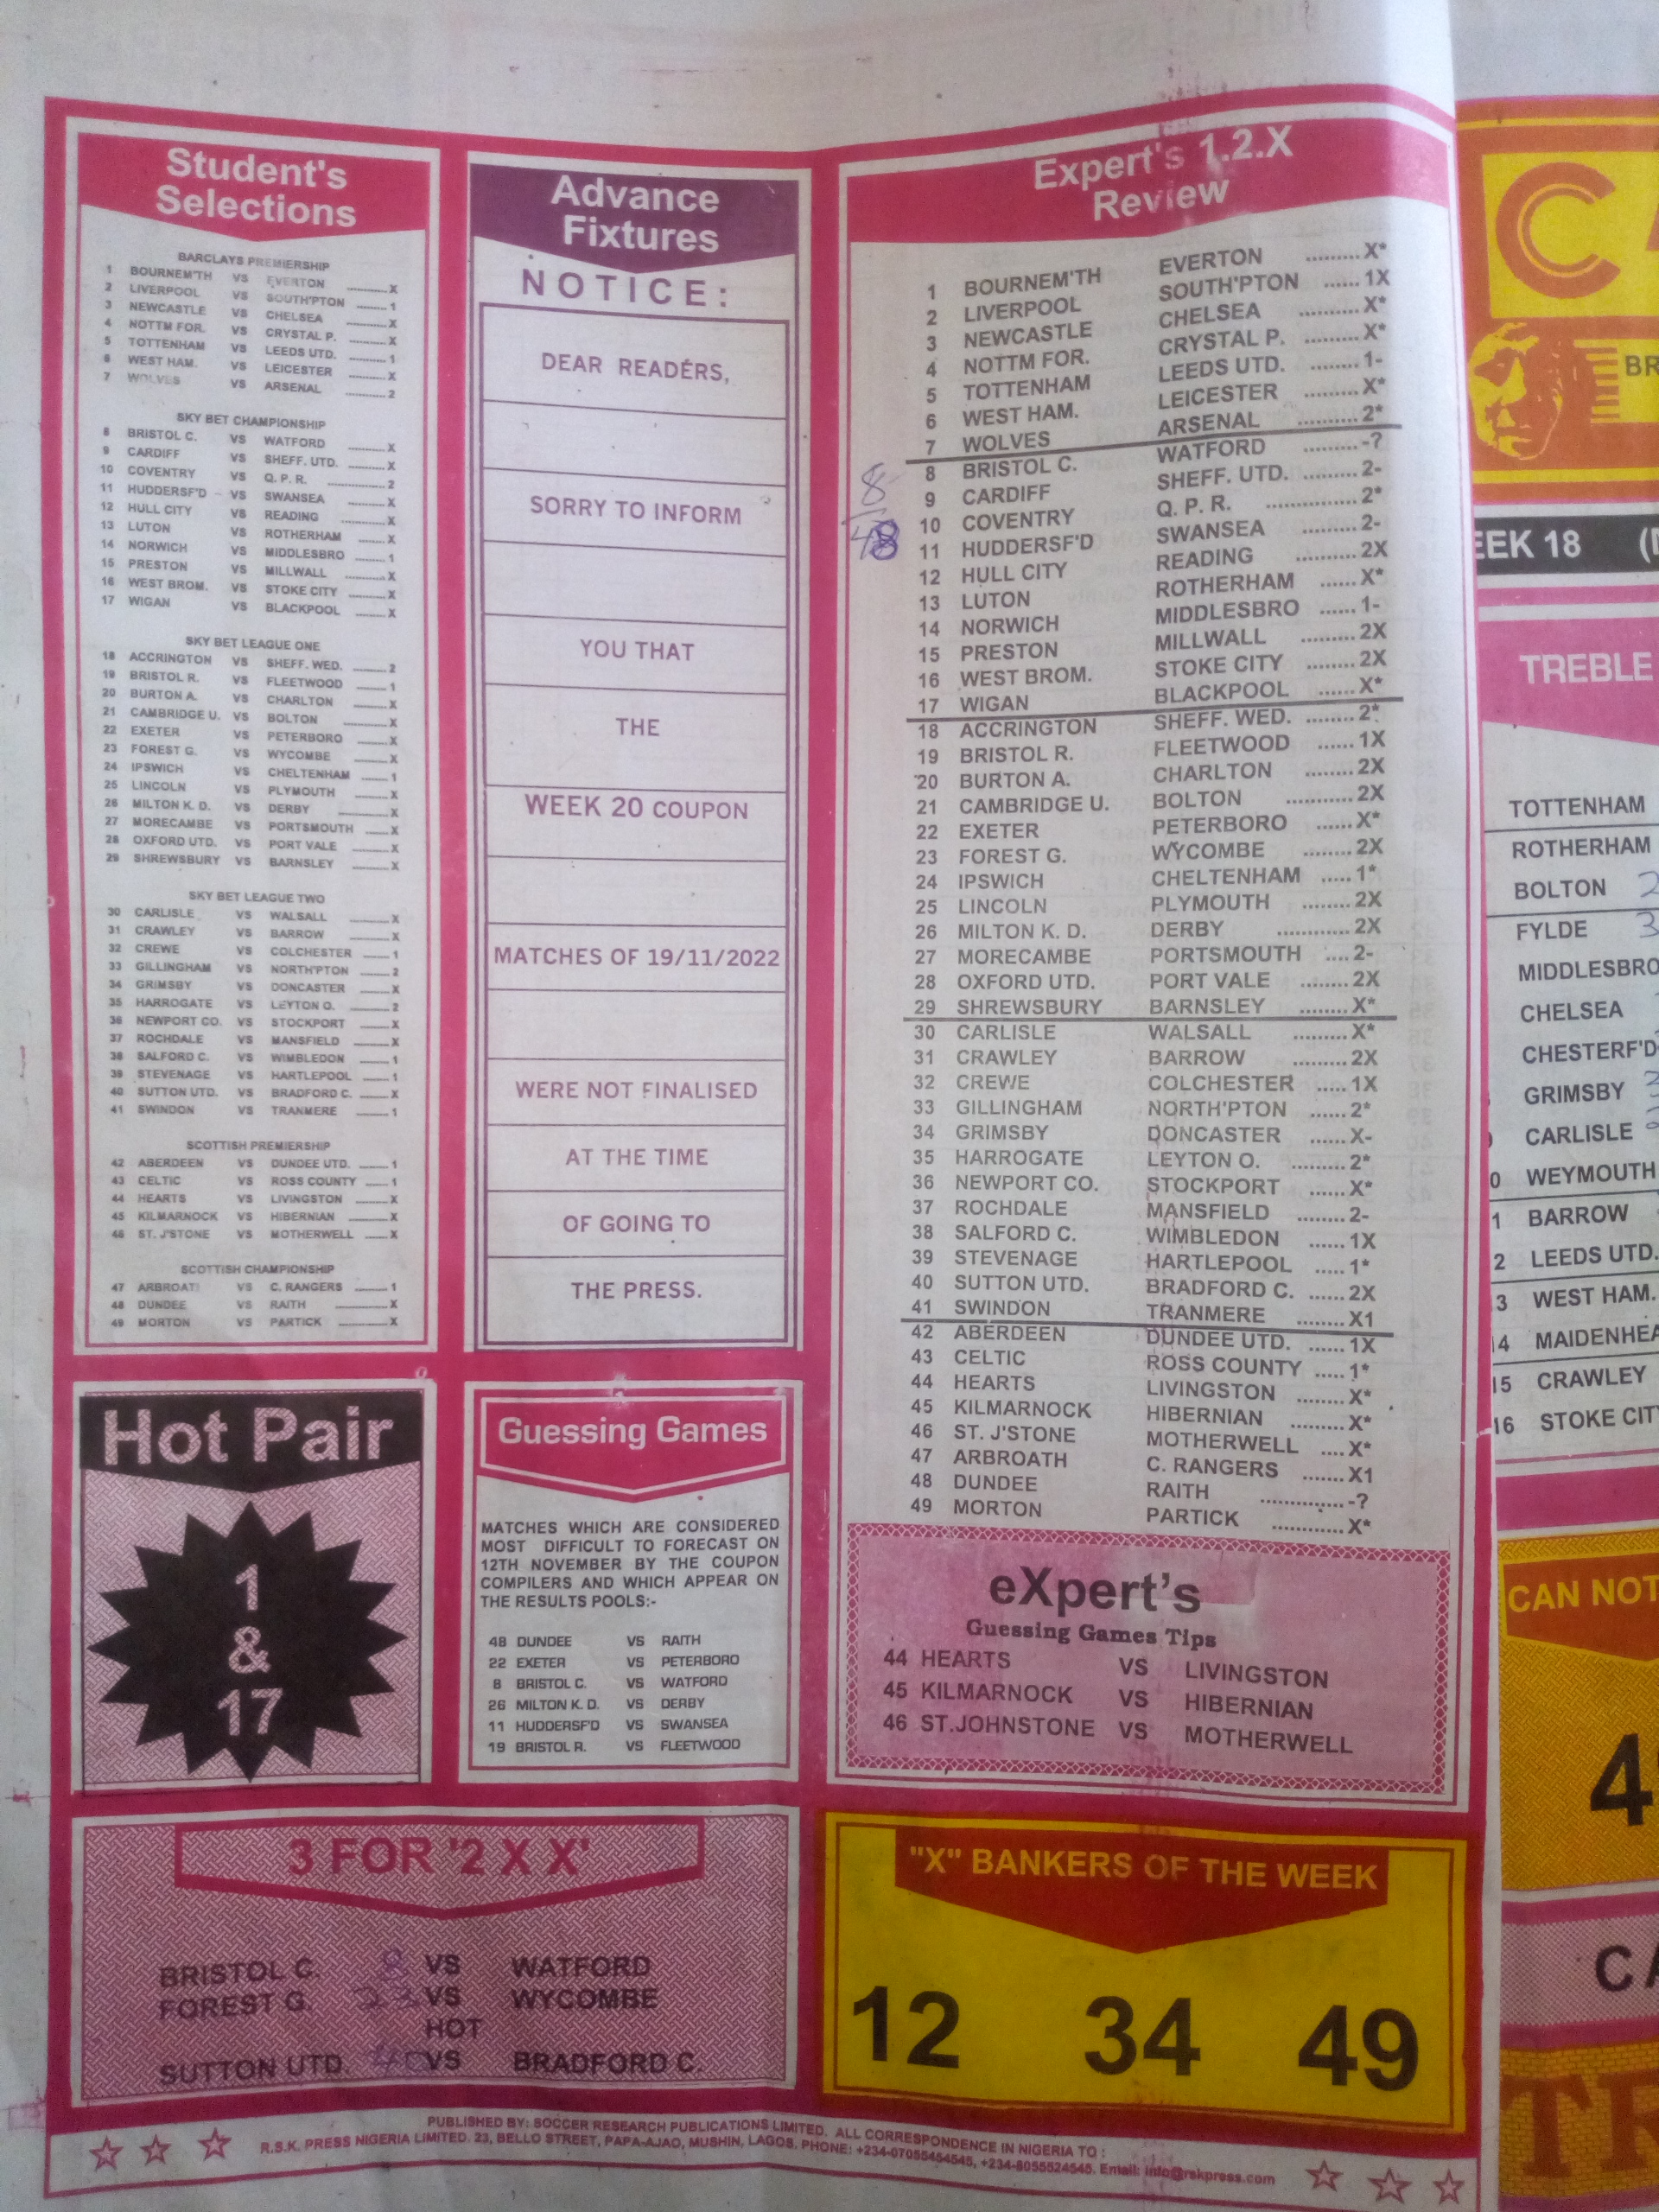 Student's
Selections
BARCLAYS PREMIERSHIP
1 BOURNEM'TH VS EVERTON .........X
2 LIVERPOOL VS SOUTH'PTON ......1
3 NEWCASTLE VS CHELSEA .........X
4 NOTTM FOR. VS CRYSTAL P. .........X
5 TOTTENHAM VS LEEDS UTD. .........1
6 WEST HAM. VS LEICESTER .........X
7 WOLVES VS ARSENAL .........2
SKY BET CHAMPIONSHIP
8 BRISTOL C. VS WATFORD .........X
9 CARDIFF VS SHEFF. UTD. ......X
10 COVENTRY VS Q. P. R. .........2
11 HUDDERSF'D VS SWANSEA .........X
12 HULL CITY VS READING .........X
13 LUTON VS ROTHERHAM ......X
14 NORWICH VS MIDDLESBRO ......1
15 PRESTON VS MILLWALL .........X
16 WEST BROM. VS STOKE CITY ......X
17 WIGAN VS BLACKPOOL ......X
SKY BET LEAGUE ONE
18 ACCRINGTON VS SHEFF. WED. ......2
19 BRISTOL R. VS FLEETWOOD ......1
20 BURTON A. VS CHARLTON ......X
21 CAMBRIDGE U. VS BOLTON .........X
22 EXETER VS PETERBORO ......X
23 FOREST G. VS WYCOMBE ......X
24 IPSWICH VS CHELTENHAM ......1
25 LINCOLN VS PLYMOUTH ......X
26 MILTON K. D. VS DERBY .........X
27 MORECAMBE VS PORTSMOUTH ......X
28 OXFORD UTD. VS PORT VALE ......X
29 SHREWSBURY VS BARNSLEY ......X
SKY BET LEAGUE TWO
30 CARLISLE VS WALSALL .........X
31 CRAWLEY VS BARROW .........X
32 CREWE VS COLCHESTER ......1
33 GILLINGHAM VS NORTH'PTON ......2
34 GRIMSBY VS DONCASTER ......X
35 HARROGATE VS LEYTON O. ......2
36 NEWPORT CO. VS STOCKPORT ......X
37 ROCHDALE VS MANSFIELD ......X
38 SALFORD C. VS WIMBLEDON ......1
39 STEVENAGE VS HARTLEPOOL ......1
40 SUTTON UTD. VS BRADFORD C. ......X
41 SWINDON VS TRANMERE ......1
SCOTTISH PREMIERSHIP
42 ABERDEEN VS DUNDEE UTD. ......1
43 CELTIC VS ROSS COUNTY ......1
44 HEARTS VS LIVINGSTON ......X
45 KILMARNOCK VS HIBERNIAN ......X
46 ST. J'STONE VS MOTHERWELL ......X
SCOTTISH CHAMPIONSHIP
47 ARBROATH VS C. RANGERS ......1
48 DUNDEE VS RAITH .........X
49 MORTON VS PARTICK .........X
Hot Pair
1
&
17
Advance
Fixtures
NOTICE:
DEAR READERS,
SORRY TO INFORM
YOU THAT
THE
WEEK 20 COUPON
MATCHES OF 19/11/2022
WERE NOT FINALISED
AT THE TIME
OF GOING TO
THE PRESS.
Guessing Games
MATCHES WHICH ARE CONSIDERED
MOST DIFFICULT TO FORECAST ON
12TH NOVEMBER BY THE COUPON
COMPILERS AND WHICH APPEAR ON
THE RESULTS POOLS:-
48 DUNDEE VS RAITH
22 EXETER VS PETERBORO
8 BRISTOL C. VS WATFORD
26 MILTON K. D. VS DERBY
11 HUDDERSF'D VS SWANSEA
19 BRISTOL R. VS FLEETWOOD
3 FOR '2 X X'
BRISTOL C. 8 VS WATFORD
FOREST G. 23 VS WYCOMBE
HOT
SUTTON UTD. 40 VS BRADFORD C.
Expert's 1.2.X
Review
1 BOURNEM'TH EVERTON .........X*
2 LIVERPOOL SOUTH'PTON ......1X
3 NEWCASTLE CHELSEA ..........X*
4 NOTTM FOR. CRYSTAL P. .........X*
5 TOTTENHAM LEEDS UTD. ........1-
6 WEST HAM. LEICESTER .........X*
7 WOLVES ARSENAL ..........2*
8 BRISTOL C. WATFORD .........-?
9 CARDIFF SHEFF. UTD. ......2-
10 COVENTRY Q. P. R. ..............2*
11 HUDDERSF'D SWANSEA .........2-
12 HULL CITY READING ..........2X
13 LUTON ROTHERHAM ......X*
14 NORWICH MIDDLESBRO ......1-
15 PRESTON MILLWALL .........2X
16 WEST BROM. STOKE CITY ........2X
17 WIGAN BLACKPOOL ......X*
18 ACCRINGTON SHEFF. WED. ........2*
19 BRISTOL R. FLEETWOOD ......1X
20 BURTON A. CHARLTON ........2X
21 CAMBRIDGE U. BOLTON ...........2X
22 EXETER PETERBORO ......X*
23 FOREST G. WYCOMBE ........2X
24 IPSWICH CHELTENHAM .....1*
25 LINCOLN PLYMOUTH ........2X
26 MILTON K. D. DERBY ............2X
27 MORECAMBE PORTSMOUTH ....2-
28 OXFORD UTD. PORT VALE ........2X
29 SHREWSBURY BARNSLEY ........X*
30 CARLISLE WALSALL .........X*
31 CRAWLEY BARROW .........2X
32 CREWE COLCHESTER .....1X
33 GILLINGHAM NORTH'PTON ......2*
34 GRIMSBY DONCASTER ......X-
35 HARROGATE LEYTON O. .........2*
36 NEWPORT CO. STOCKPORT ......X*
37 ROCHDALE MANSFIELD ........2-
38 SALFORD C. WIMBLEDON ......1X
39 STEVENAGE HARTLEPOOL .....1*
40 SUTTON UTD. BRADFORD C. ......2X
41 SWINDON TRANMERE ........X1
42 ABERDEEN DUNDEE UTD. ......1X
43 CELTIC ROSS COUNTY .....1*
44 HEARTS LIVINGSTON ......X*
45 KILMARNOCK HIBERNIAN .........X*
46 ST. J'STONE MOTHERWELL ....X*
47 ARBROATH C. RANGERS .......X1
48 DUNDEE RAITH ..............-?
49 MORTON PARTICK ............X*
8
48
eXpert's
Guessing Games Tips
44 HEARTS VS LIVINGSTON
45 KILMARNOCK VS HIBERNIAN
46 ST.JOHNSTONE VS MOTHERWELL
"X" BANKERS OF THE WEEK
12 34 49
PUBLISHED BY: SOCCER RESEARCH PUBLICATIONS LIMITED. ALL CORRESPONDENCE IN NIGERIA TO :
R.S.K. PRESS NIGERIA LIMITED. 23, BELLO STREET, PAPA-AJAO, MUSHIN, LAGOS. PHONE: +234-07055454545, +234-8055524545. Email: info@rskpress.com
C
BR
EEK 18
TREBLE
TOTTENHAM
ROTHERHAM
BOLTON 2
FYLDE 3
MIDDLESBRO
CHELSEA
CHESTERF'D
GRIMSBY
CARLISLE
0 WEYMOUTH
1 BARROW
2 LEEDS UTD.
3 WEST HAM.
14 MAIDENHEA
15 CRAWLEY
16 STOKE CIT
CAN NOT
4
CA
TR